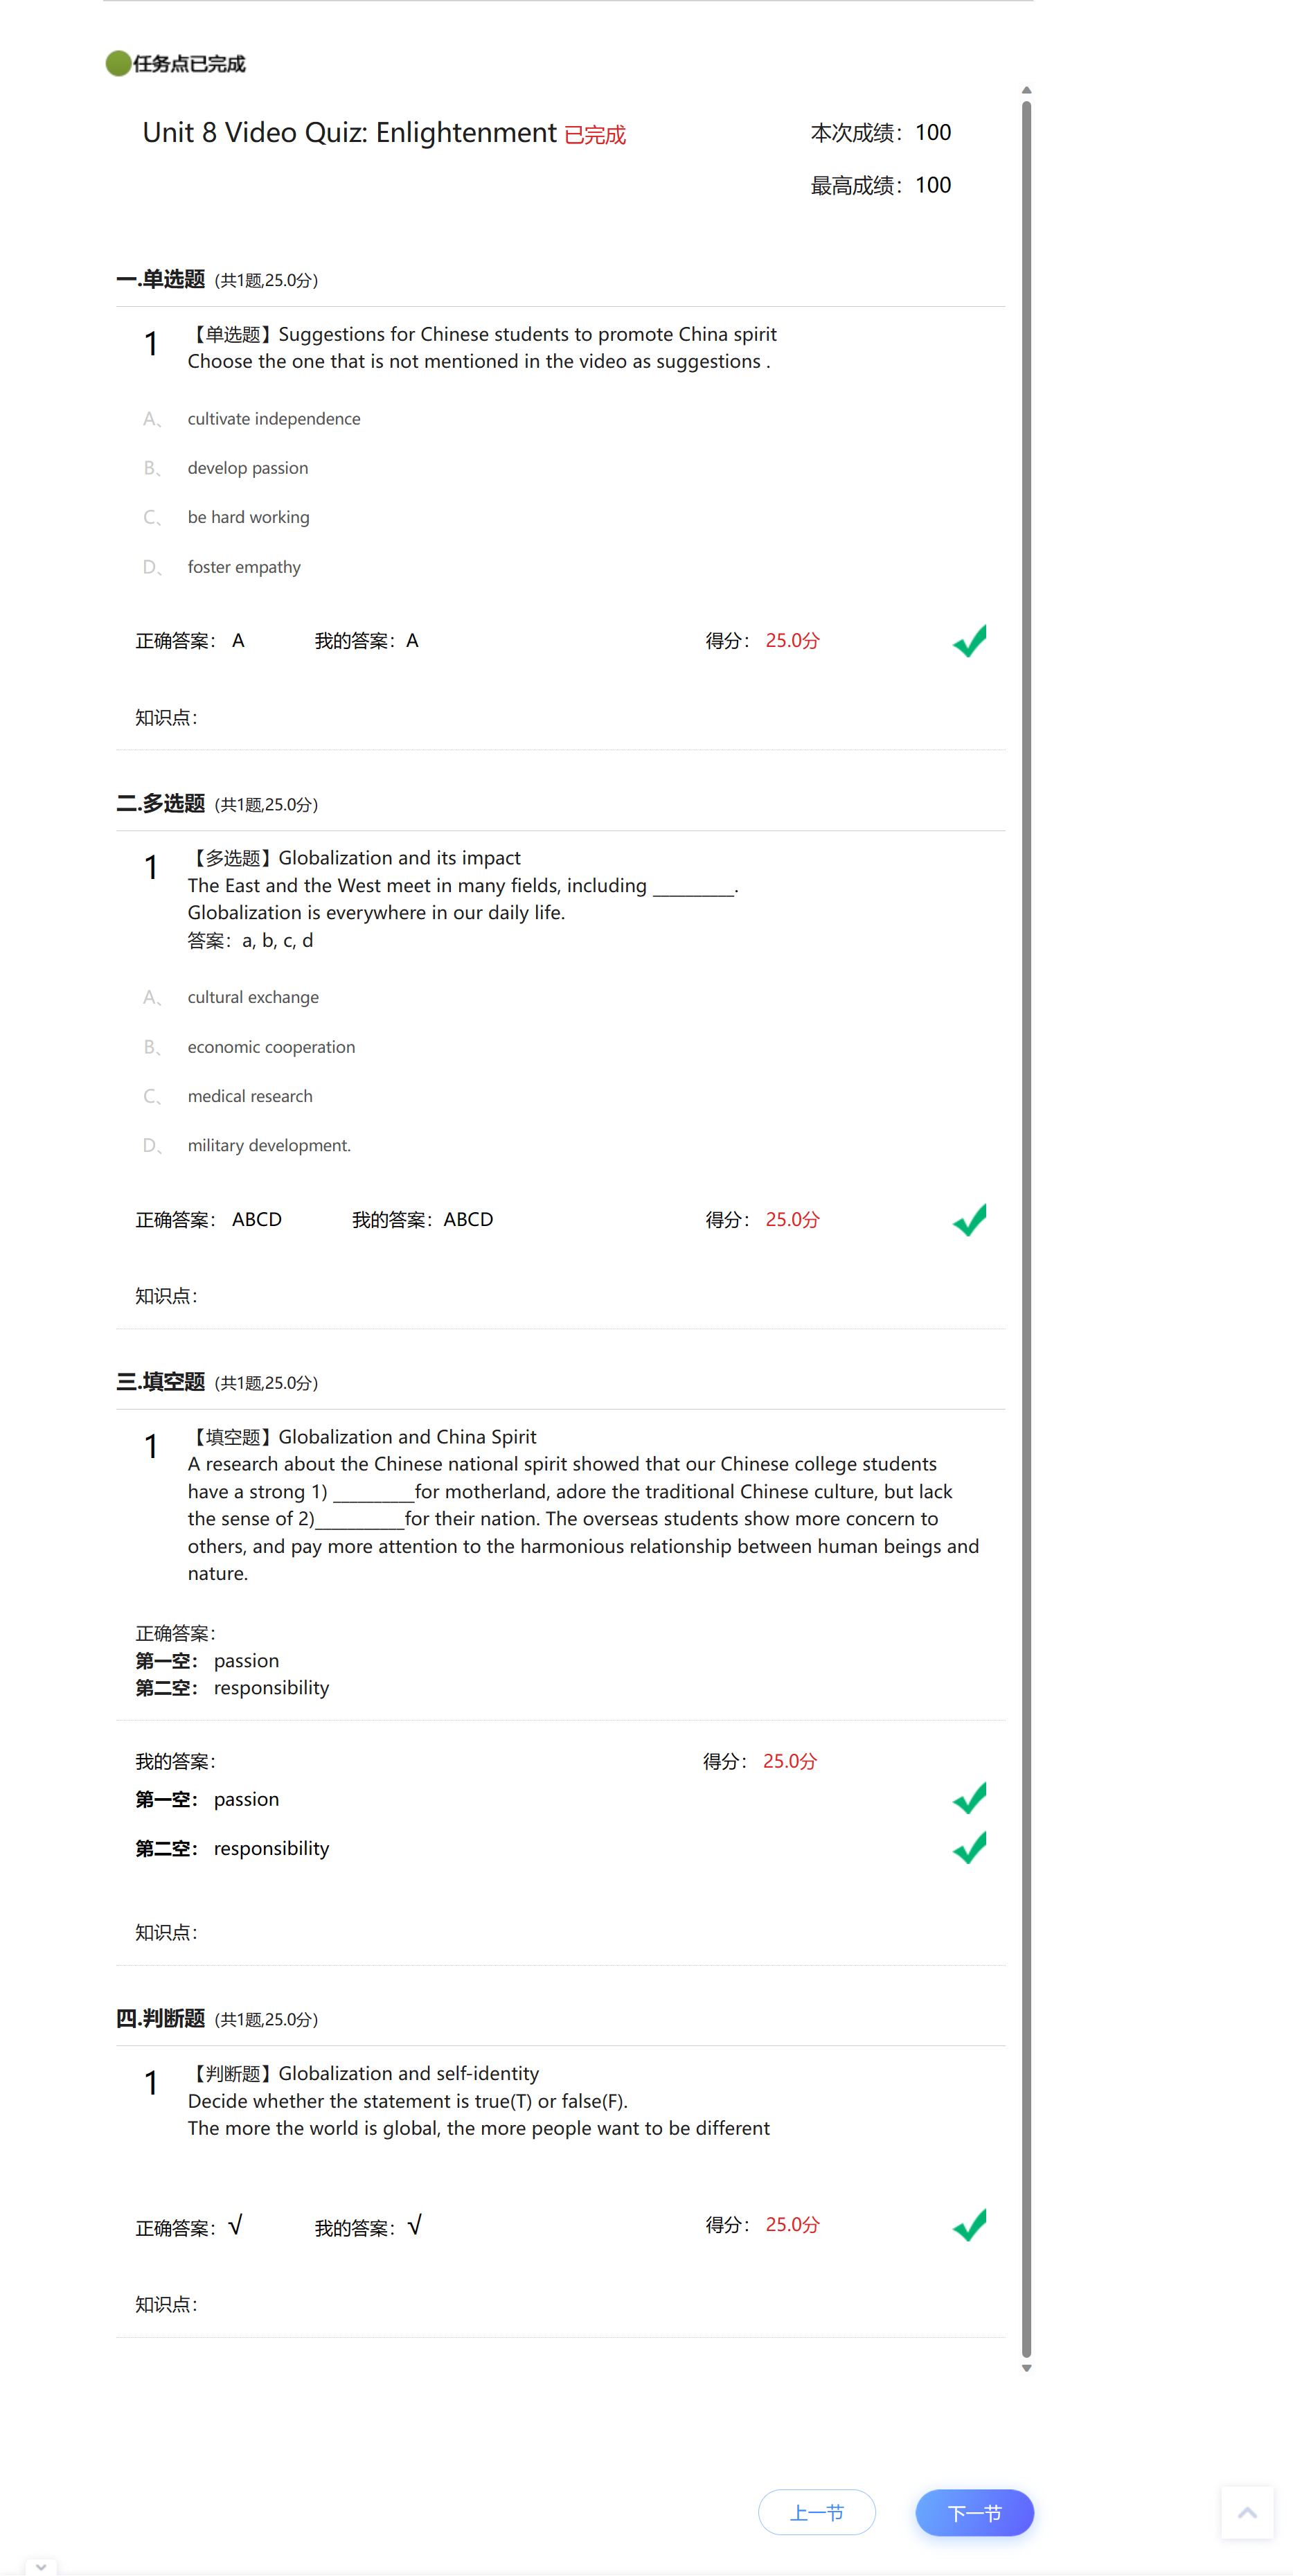 任务点已完成
Unit 8 Video Quiz: Enlightenment 已完成
本次成绩：100
最高成绩：100
一.单选题 (共1题,25.0分)
1
【单选题】Suggestions for Chinese students to promote China spirit
Choose the one that is not mentioned in the video as suggestions .
A、 cultivate independence
B、 develop passion
C、 be hard working
D、 foster empathy
正确答案： A 我的答案：A 得分： 25.0分
知识点：
二.多选题 (共1题,25.0分)
1
【多选题】Globalization and its impact
The East and the West meet in many fields, including _________.
Globalization is everywhere in our daily life.
答案：a, b, c, d
A、 cultural exchange
B、 economic cooperation
C、 medical research
D、 military development.
正确答案： ABCD 我的答案：ABCD 得分： 25.0分
知识点：
三.填空题 (共1题,25.0分)
1
【填空题】Globalization and China Spirit
A research about the Chinese national spirit showed that our Chinese college students
have a strong 1) _________for motherland, adore the traditional Chinese culture, but lack
the sense of 2)__________for their nation. The overseas students show more concern to
others, and pay more attention to the harmonious relationship between human beings and
nature.
正确答案：
第一空： passion
第二空： responsibility
我的答案： 得分： 25.0分
第一空： passion
第二空： responsibility
知识点：
四.判断题 (共1题,25.0分)
1
【判断题】Globalization and self-identity
Decide whether the statement is true(T) or false(F).
The more the world is global, the more people want to be different
正确答案：√ 我的答案：√ 得分： 25.0分
知识点：
上一节 下一节